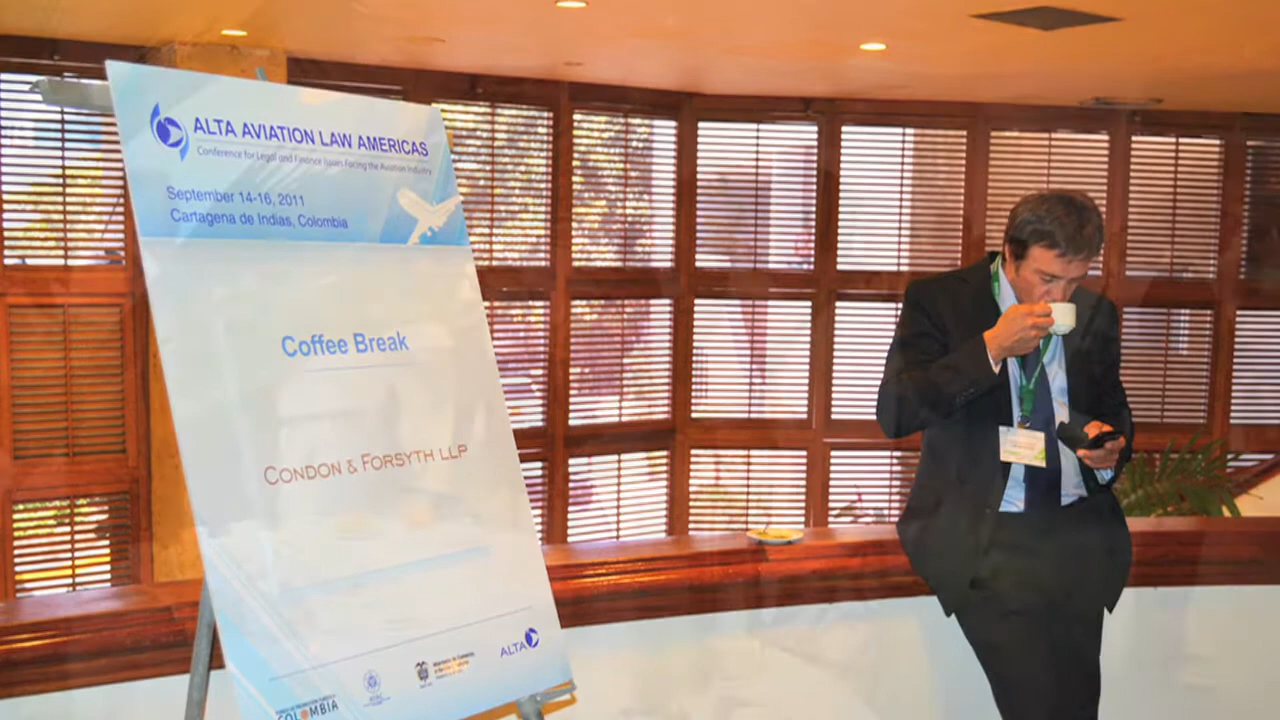 ALTA AVIATION LAW AMERICAS
Conference for Legal and Finance Issues Facing the Aviation Industry
September 14-16, 2011
Cartagena de Indias, Colombia
Coffee Break
CONDON & FORSYTH LLP
ALTA
COLOMBIA